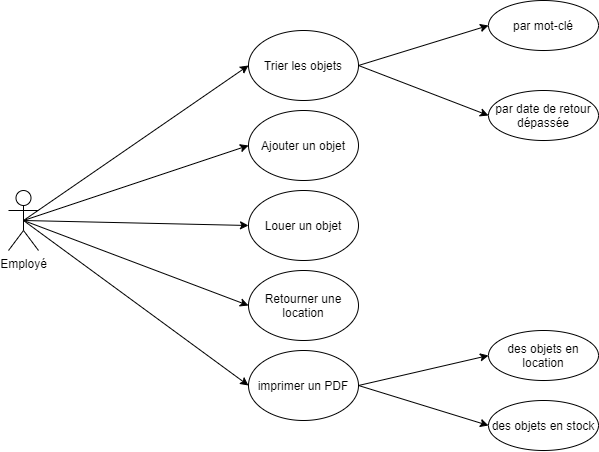 par mot-clé
Trier les objets
par date de retour
dépassée
Ajouter un objet
Louer un objet
Employé
Retourner une
location
des objets en
location
imprimer un PDF
des objets en stock